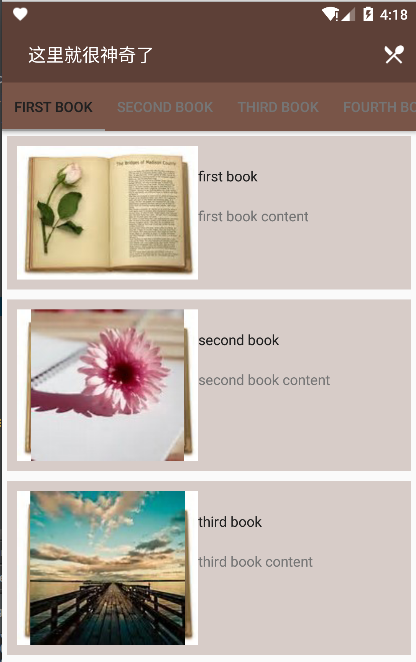 4:18
这里就很神奇了
FIRST BOOK SECOND BOOK THIRD BOOK FOURTH BO
The Bridges of Madison County
first book
first book content
second book
second book content
third book
third book content